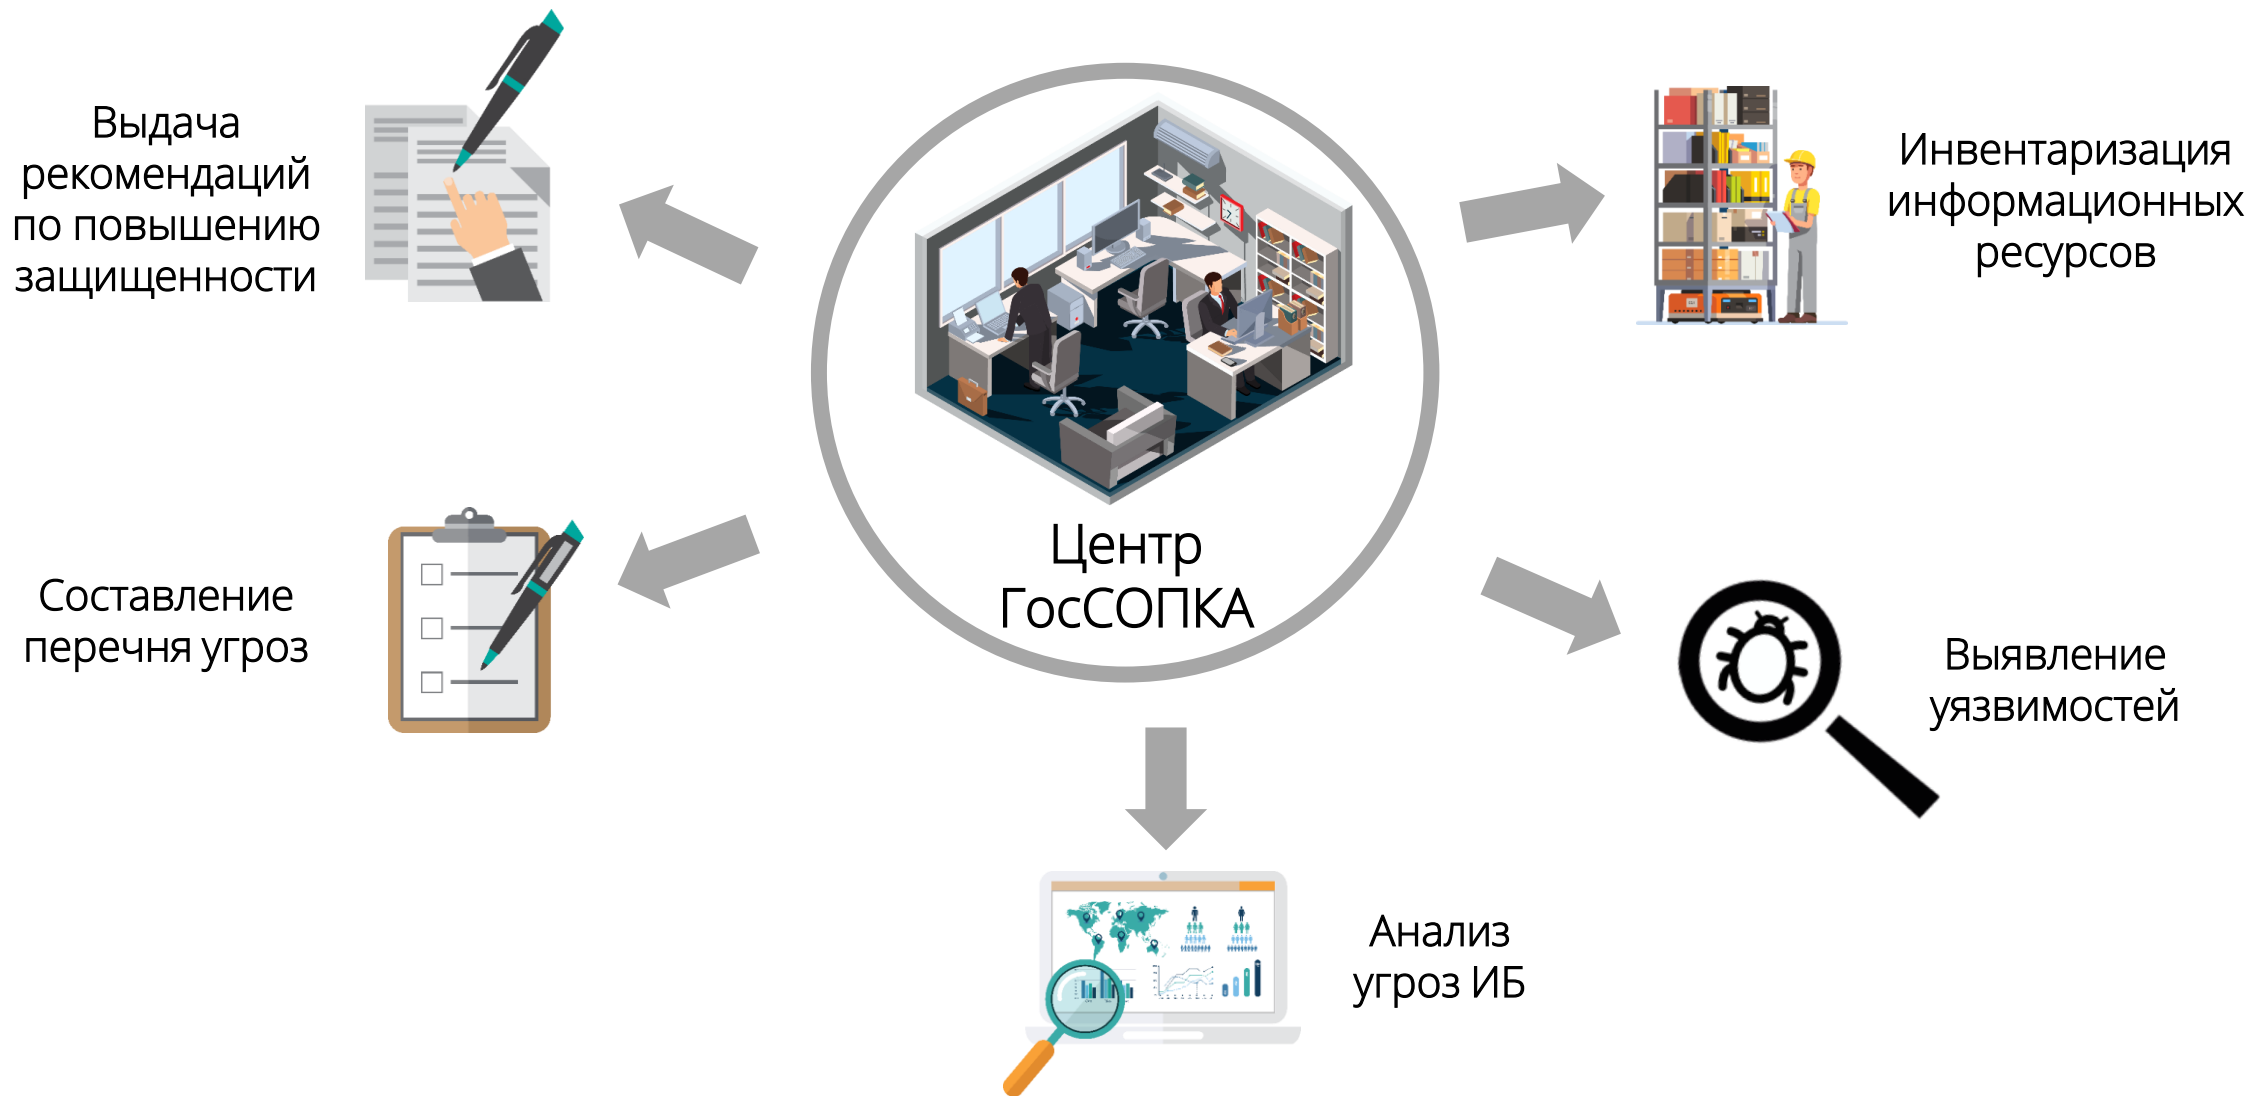 Выдача
рекомендаций
по повышению
защищенности
Инвентаризация
информационных
ресурсов
Центр
ГосСОПКА
Составление
перечня угроз
Выявление
уязвимостей
Анализ
угроз ИБ